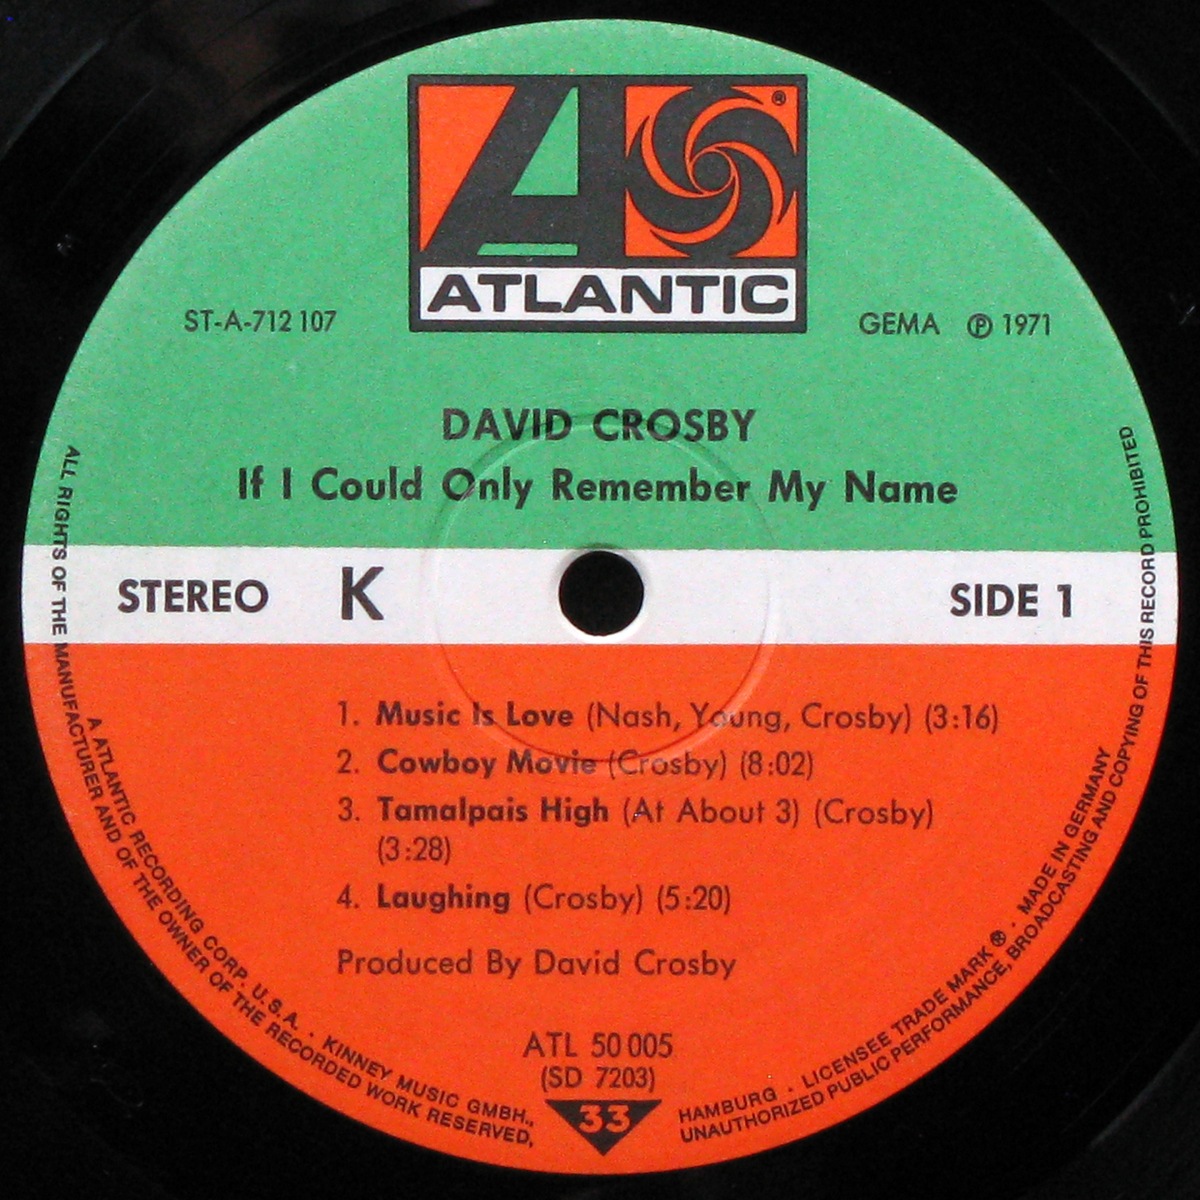 ®
ATLANTIC
ST-A-712 107
GEMA ℗ 1971
DAVID CROSBY
If I Could Only Remember My Name
STEREO K
SIDE 1
1. Music Is Love (Nash, Young, Crosby) (3:16)
2. Cowboy Movie (Crosby) (8:02)
3. Tamalpais High (At About 3) (Crosby)
(3:28)
4. Laughing (Crosby) (5:20)
Produced By David Crosby
ATL 50 005
(SD 7203)
33
A ATLANTIC RECORDING CORP. U.S.A. · KINNEY MUSIC GMBH., HAMBURG · LICENSEE TRADE MARK ® · MADE IN GERMANY
ALL RIGHTS OF THE MANUFACTURER AND OF THE OWNER OF THE RECORDED WORK RESERVED, UNAUTHORIZED PUBLIC PERFORMANCE, BROADCASTING AND COPYING OF THIS RECORD PROHIBITED